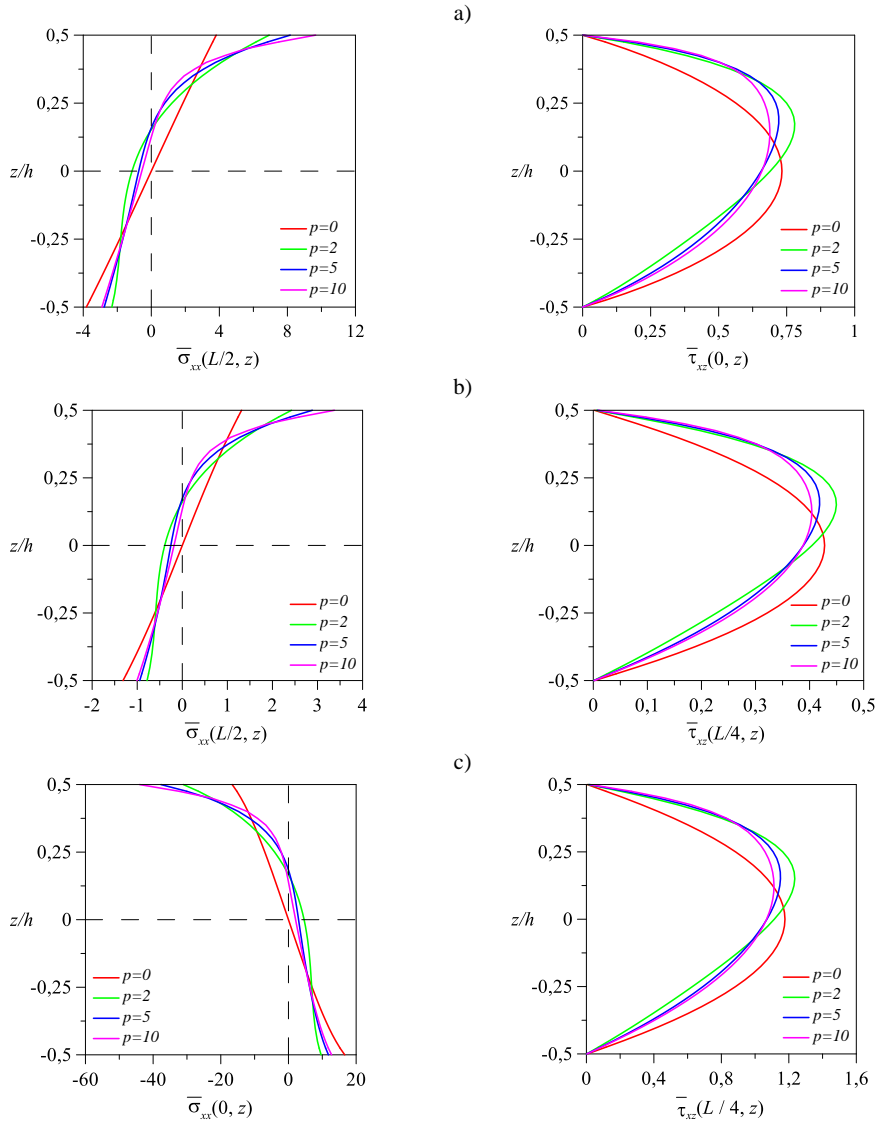 a)
0,5
0,25
0
-0,25
-0,5
z/h
-4
0
4
8
12
σ̅xx(L/2, z)
p=0
p=2
p=5
p=10
0,5
0,25
0
-0,25
-0,5
z/h
0
0,25
0,5
0,75
1
τ̅xz(0, z)
p=0
p=2
p=5
p=10
b)
0,5
0,25
0
-0,25
-0,5
z/h
-2
-1
0
1
2
3
4
σ̅xx(L/2, z)
p=0
p=2
p=5
p=10
0,5
0,25
0
-0,25
-0,5
z/h
0
0,1
0,2
0,3
0,4
0,5
τ̅xz(L/4, z)
p=0
p=2
p=5
p=10
c)
0,5
0,25
0
-0,25
-0,5
z/h
-60
-40
-20
0
20
σ̅xx(0, z)
p=0
p=2
p=5
p=10
0,5
0,25
0
-0,25
-0,5
z/h
0
0,4
0,8
1,2
1,6
τ̅xz(L / 4, z)
p=0
p=2
p=5
p=10